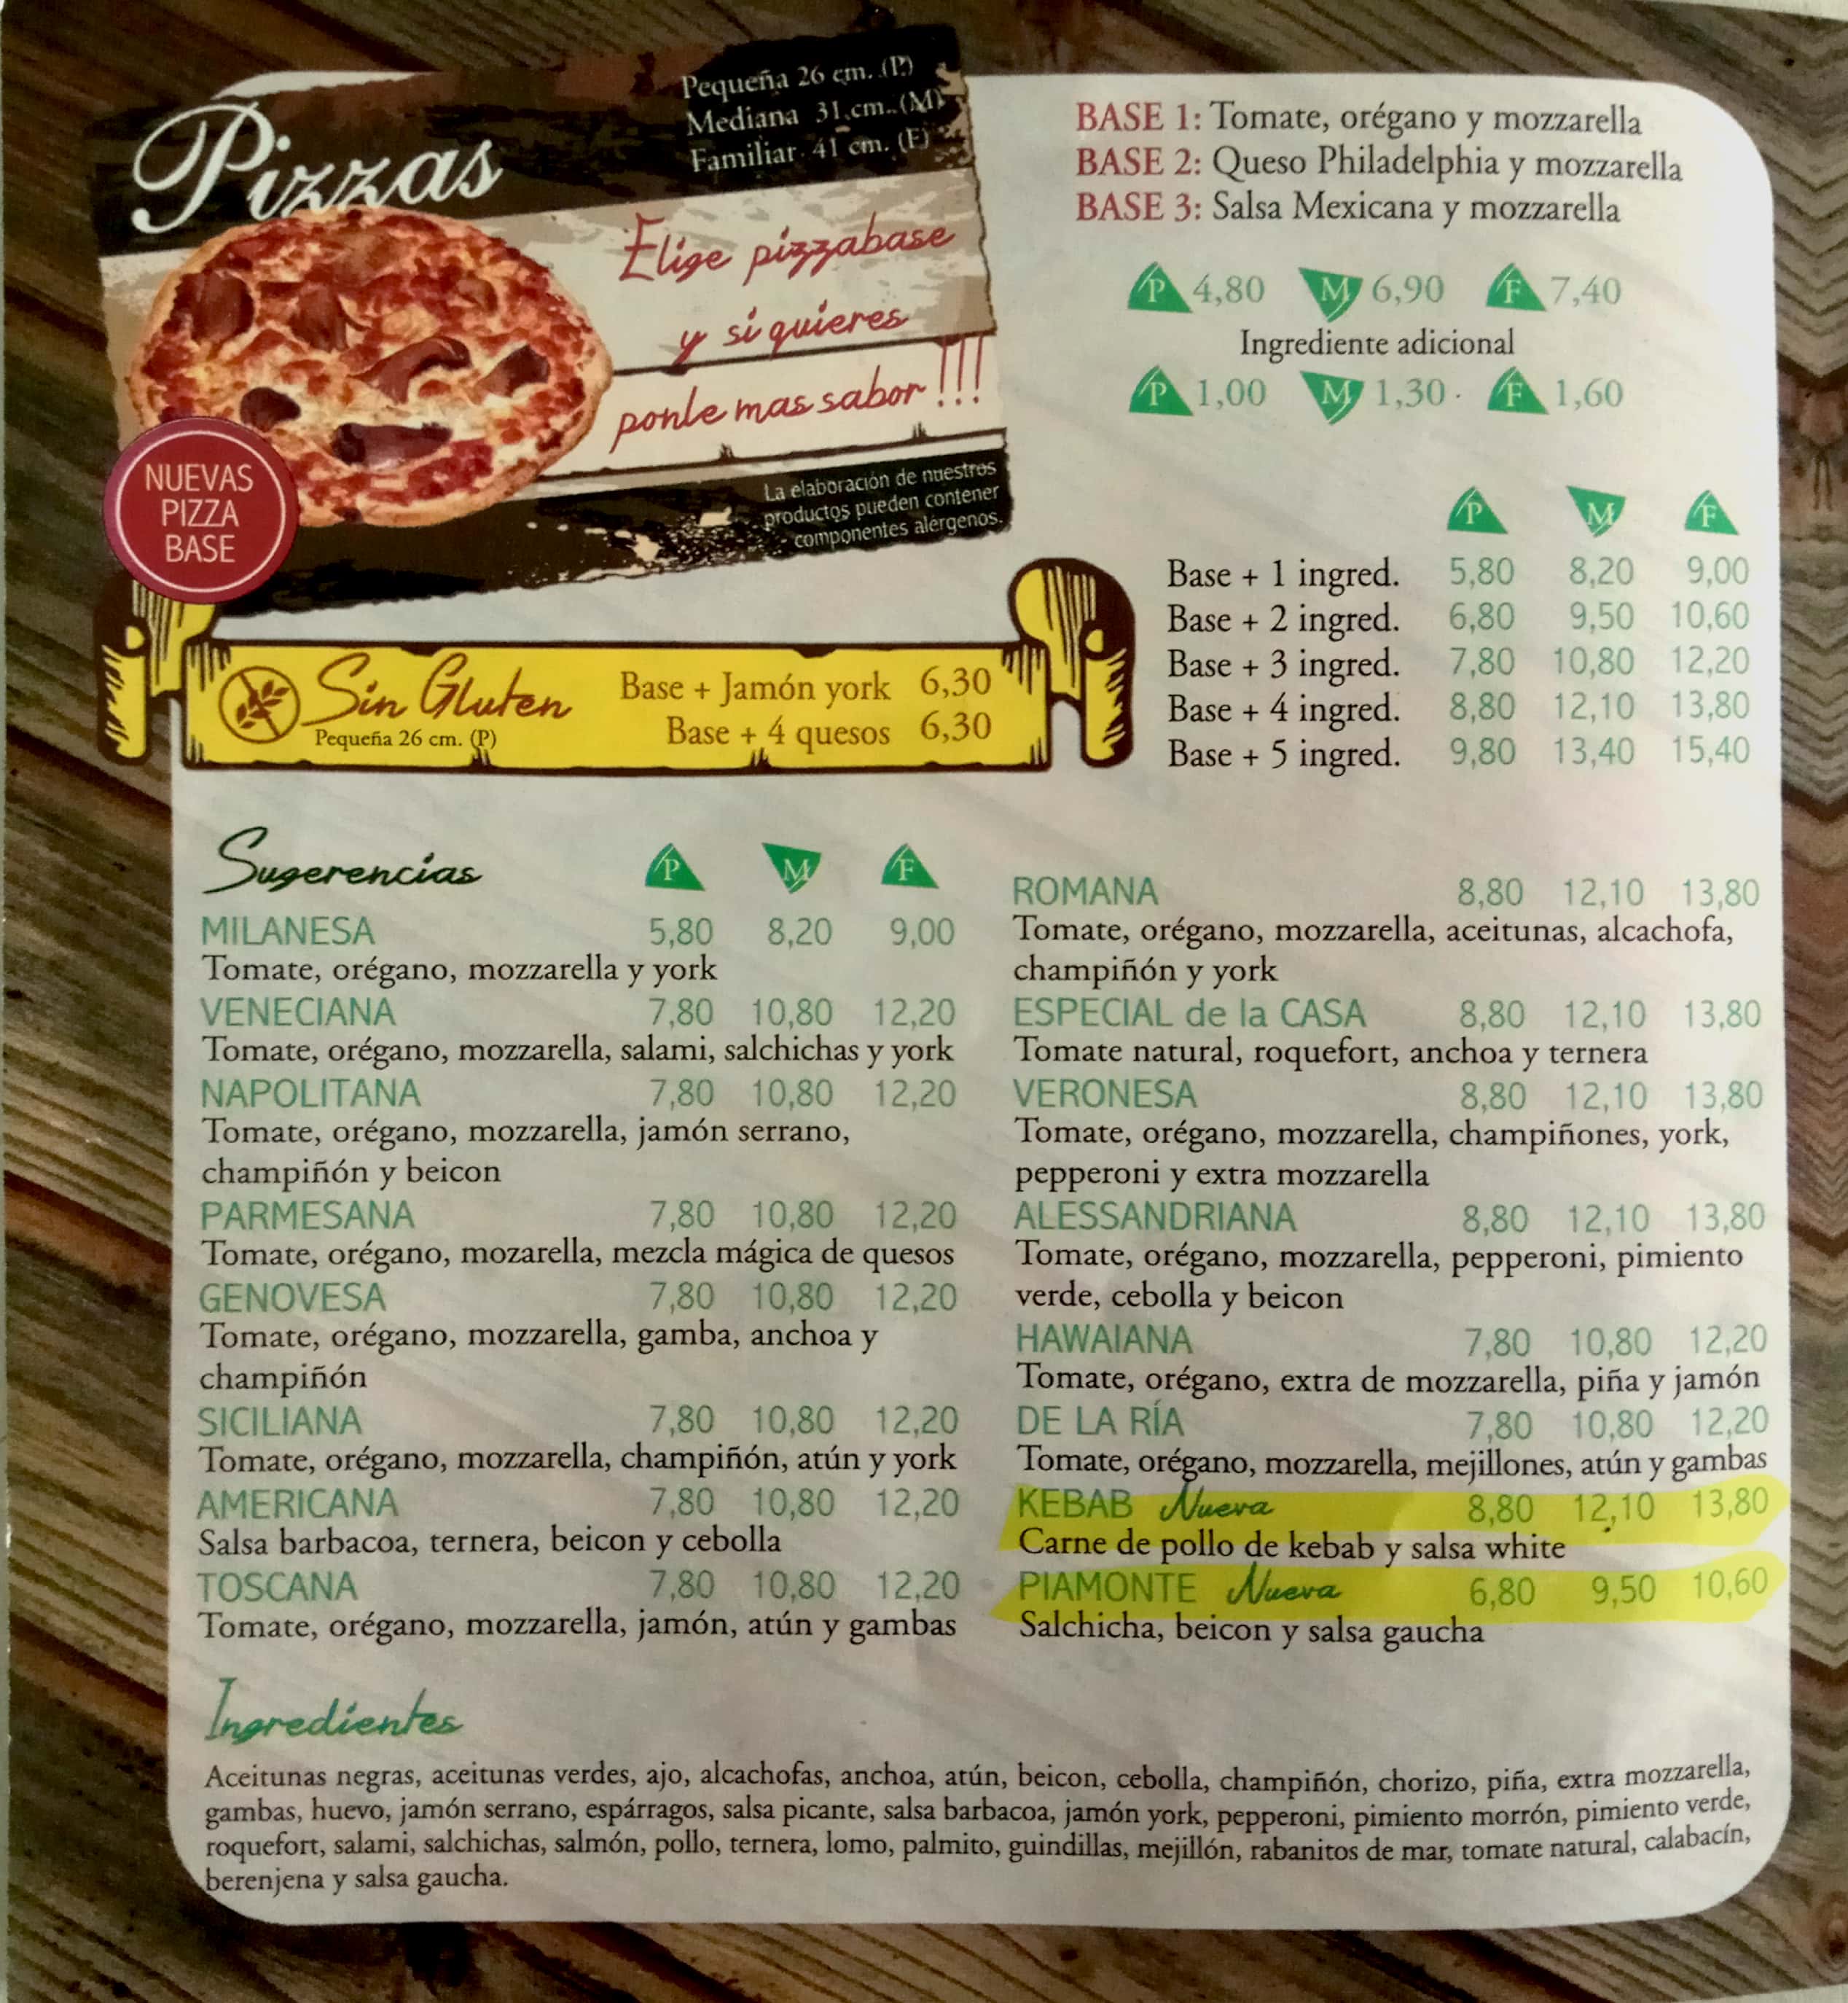 Pizzas
Pequeña 26 cm. (P)
Mediana 31 cm. (M)
Familiar 41 cm. (F)
Elige pizzabase
y si quieres
ponle mas sabor !!!
La elaboración de nuestros
productos pueden contener
componentes alérgenos.
NUEVAS
PIZZA
BASE
BASE 1: Tomate, orégano y mozzarella
BASE 2: Queso Philadelphia y mozzarella
BASE 3: Salsa Mexicana y mozzarella
P 4,80 M 6,90 F 7,40
Ingrediente adicional
P 1,00 M 1,30 F 1,60
P M F
Base + 1 ingred. 5,80 8,20 9,00
Base + 2 ingred. 6,80 9,50 10,60
Base + 3 ingred. 7,80 10,80 12,20
Base + 4 ingred. 8,80 12,10 13,80
Base + 5 ingred. 9,80 13,40 15,40
Sin Gluten
Pequeña 26 cm. (P)
Base + Jamón york 6,30
Base + 4 quesos 6,30
Sugerencias P M F
MILANESA 5,80 8,20 9,00
Tomate, orégano, mozzarella y york
VENECIANA 7,80 10,80 12,20
Tomate, orégano, mozzarella, salami, salchichas y york
NAPOLITANA 7,80 10,80 12,20
Tomate, orégano, mozzarella, jamón serrano,
champiñón y beicon
PARMESANA 7,80 10,80 12,20
Tomate, orégano, mozarella, mezcla mágica de quesos
GENOVESA 7,80 10,80 12,20
Tomate, orégano, mozzarella, gamba, anchoa y
champiñón
SICILIANA 7,80 10,80 12,20
Tomate, orégano, mozzarella, champiñón, atún y york
AMERICANA 7,80 10,80 12,20
Salsa barbacoa, ternera, beicon y cebolla
TOSCANA 7,80 10,80 12,20
Tomate, orégano, mozzarella, jamón, atún y gambas
ROMANA 8,80 12,10 13,80
Tomate, orégano, mozzarella, aceitunas, alcachofa,
champiñón y york
ESPECIAL de la CASA 8,80 12,10 13,80
Tomate natural, roquefort, anchoa y ternera
VERONESA 8,80 12,10 13,80
Tomate, orégano, mozzarella, champiñones, york,
pepperoni y extra mozzarella
ALESSANDRIANA 8,80 12,10 13,80
Tomate, orégano, mozzarella, pepperoni, pimiento
verde, cebolla y beicon
HAWAIANA 7,80 10,80 12,20
Tomate, orégano, extra de mozzarella, piña y jamón
DE LA RÍA 7,80 10,80 12,20
Tomate, orégano, mozzarella, mejillones, atún y gambas
KEBAB Nueva 8,80 12,10 13,80
Carne de pollo de kebab y salsa white
PIAMONTE Nueva 6,80 9,50 10,60
Salchicha, beicon y salsa gaucha
Ingredientes
Aceitunas negras, aceitunas verdes, ajo, alcachofas, anchoa, atún, beicon, cebolla, champiñón, chorizo, piña, extra mozzarella,
gambas, huevo, jamón serrano, espárragos, salsa picante, salsa barbacoa, jamón york, pepperoni, pimiento morrón, pimiento verde,
roquefort, salami, salchichas, salmón, pollo, ternera, lomo, palmito, guindillas, mejillón, rabanitos de mar, tomate natural, calabacín,
berenjena y salsa gaucha.